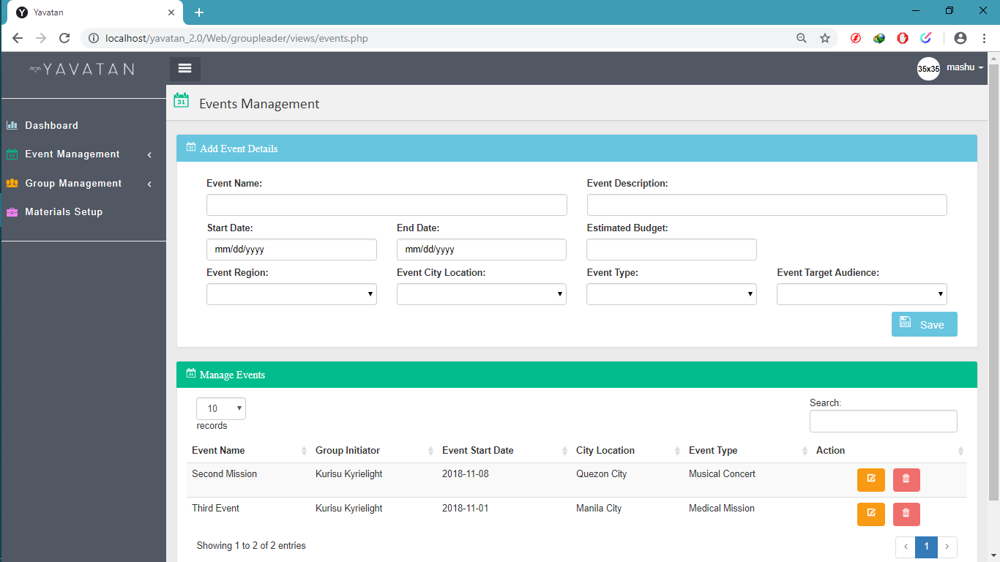 Yavatan
localhost/yavatan_2.0/Web/groupleader/views/events.php
YAVATAN
35x35 mashu
Dashboard
Event Management
Group Management
Materials Setup
31 Events Management
Add Event Details
Event Name: Event Description:
Start Date: End Date: Estimated Budget:
mm/dd/yyyy mm/dd/yyyy
Event Region: Event City Location: Event Type: Event Target Audience:
Save
Manage Events
10
records
Search:
Event Name Group Initiator Event Start Date City Location Event Type Action
Second Mission Kurisu Kyrielight 2018-11-08 Quezon City Musical Concert
Third Event Kurisu Kyrielight 2018-11-01 Manila City Medical Mission
Showing 1 to 2 of 2 entries
‹ 1 ›